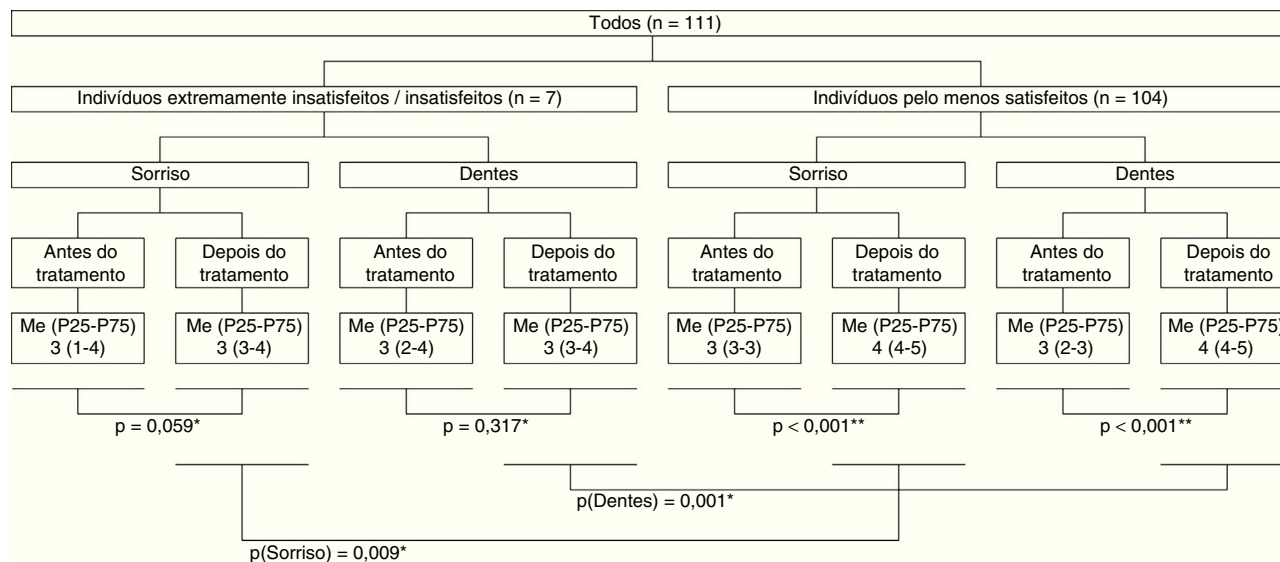 Todos (n = 111)
Indivíduos extremamente insatisfeitos / insatisfeitos (n = 7)
Indivíduos pelo menos satisfeitos (n = 104)
Sorriso
Dentes
Sorriso
Dentes
Antes do
tratamento
Depois do
tratamento
Antes do
tratamento
Depois do
tratamento
Antes do
tratamento
Depois do
tratamento
Antes do
tratamento
Depois do
tratamento
Me (P25-P75)
3 (1-4)
Me (P25-P75)
3 (3-4)
Me (P25-P75)
3 (2-4)
Me (P25-P75)
3 (3-4)
Me (P25-P75)
3 (3-3)
Me (P25-P75)
4 (4-5)
Me (P25-P75)
3 (2-3)
Me (P25-P75)
4 (4-5)
p = 0,059*
p = 0,317*
p < 0,001**
p < 0,001**
p(Dentes) = 0,001*
p(Sorriso) = 0,009*